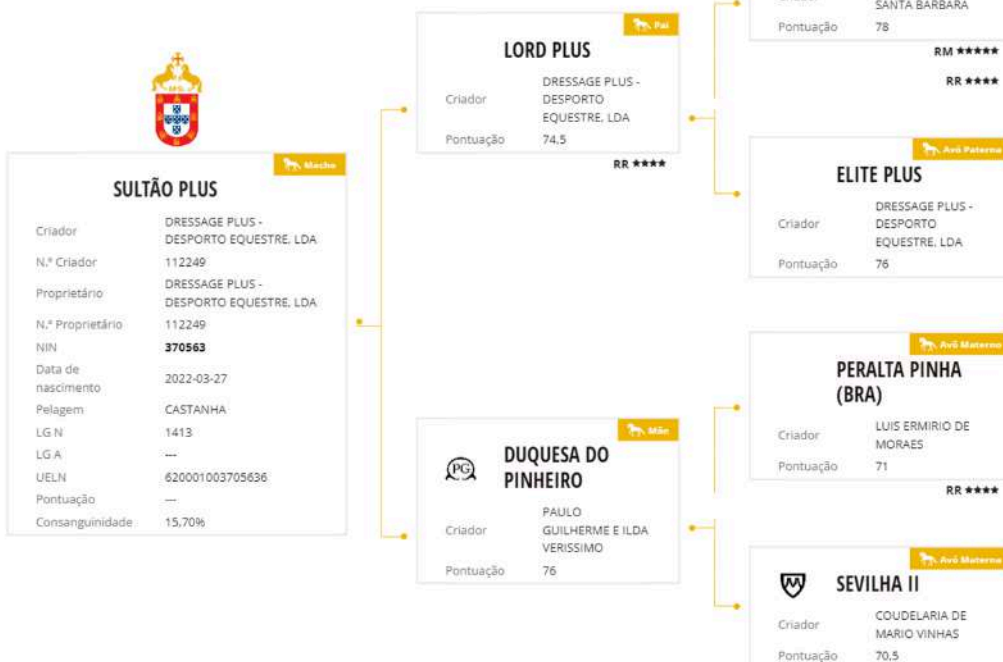 Macho
SULTÃO PLUS
Criador DRESSAGE PLUS -
DESPORTO EQUESTRE, LDA
N.º Criador 112249
Proprietário DRESSAGE PLUS -
DESPORTO EQUESTRE, LDA
N.º Proprietário 112249
NIN 370563
Data de
nascimento 2022-03-27
Pelagem CASTANHA
LG N 1413
LG A ---
UELN 620001003705636
Pontuação ---
Consanguinidade 15,70%
Pai
LORD PLUS
Criador DRESSAGE PLUS -
DESPORTO
EQUESTRE, LDA
Pontuação 74,5
RR ★★★★
Mãe
PG
DUQUESA DO
PINHEIRO
Criador PAULO
GUILHERME E ILDA
VERISSIMO
Pontuação 76
SANTA BARBARA
Pontuação 78
RM ★★★★★
RR ★★★★
Avó Paterna
ELITE PLUS
Criador DRESSAGE PLUS -
DESPORTO
EQUESTRE, LDA
Pontuação 76
Avô Materno
PERALTA PINHA
(BRA)
Criador LUIS ERMIRIO DE
MORAES
Pontuação 71
RR ★★★★
Avó Materna
SEVILHA II
Criador COUDELARIA DE
MARIO VINHAS
Pontuação 70,5